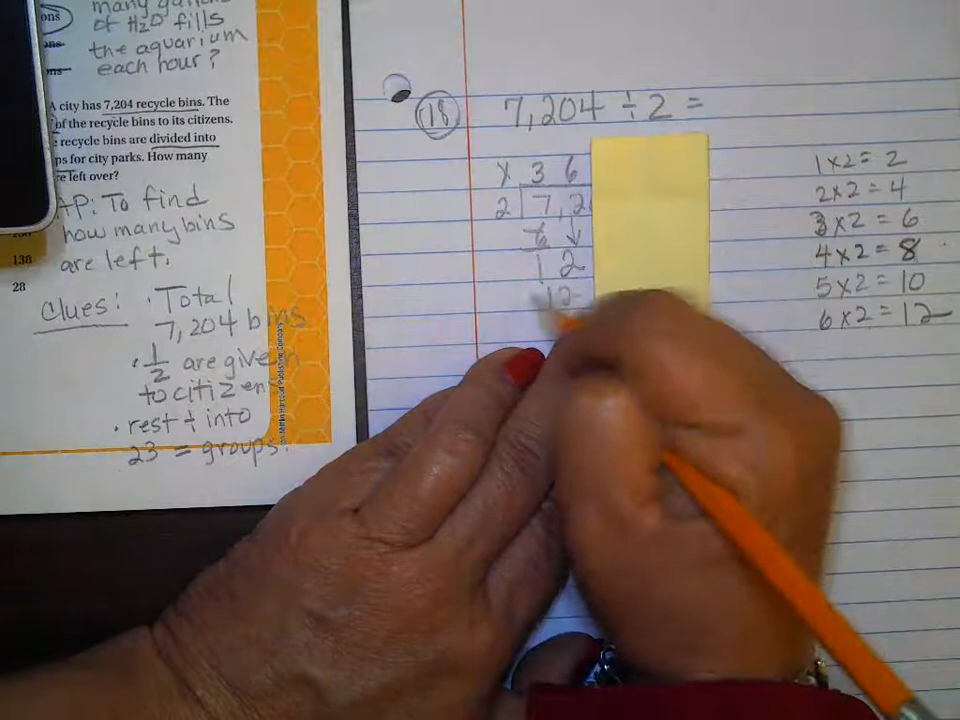 ons
many
of H2O fills
the aquarium
each hour?
A city has 7,204 recycle bins. The
of the recycle bins to its citizens.
recycle bins are divided into
ps for city parks. How many
re left over?
AP: To find
how many bins
are left.
138
28
Clues: · Total
7,204 bins
· 1/2 are given
to citizen
· rest ÷ into
23 = groups.
18 7,204 ÷ 2 =
x 3 6
2 7,2
6
1 2
12
1x2=2
2x2=4
3x2=6
4x2=8
5x2=10
6x2=12